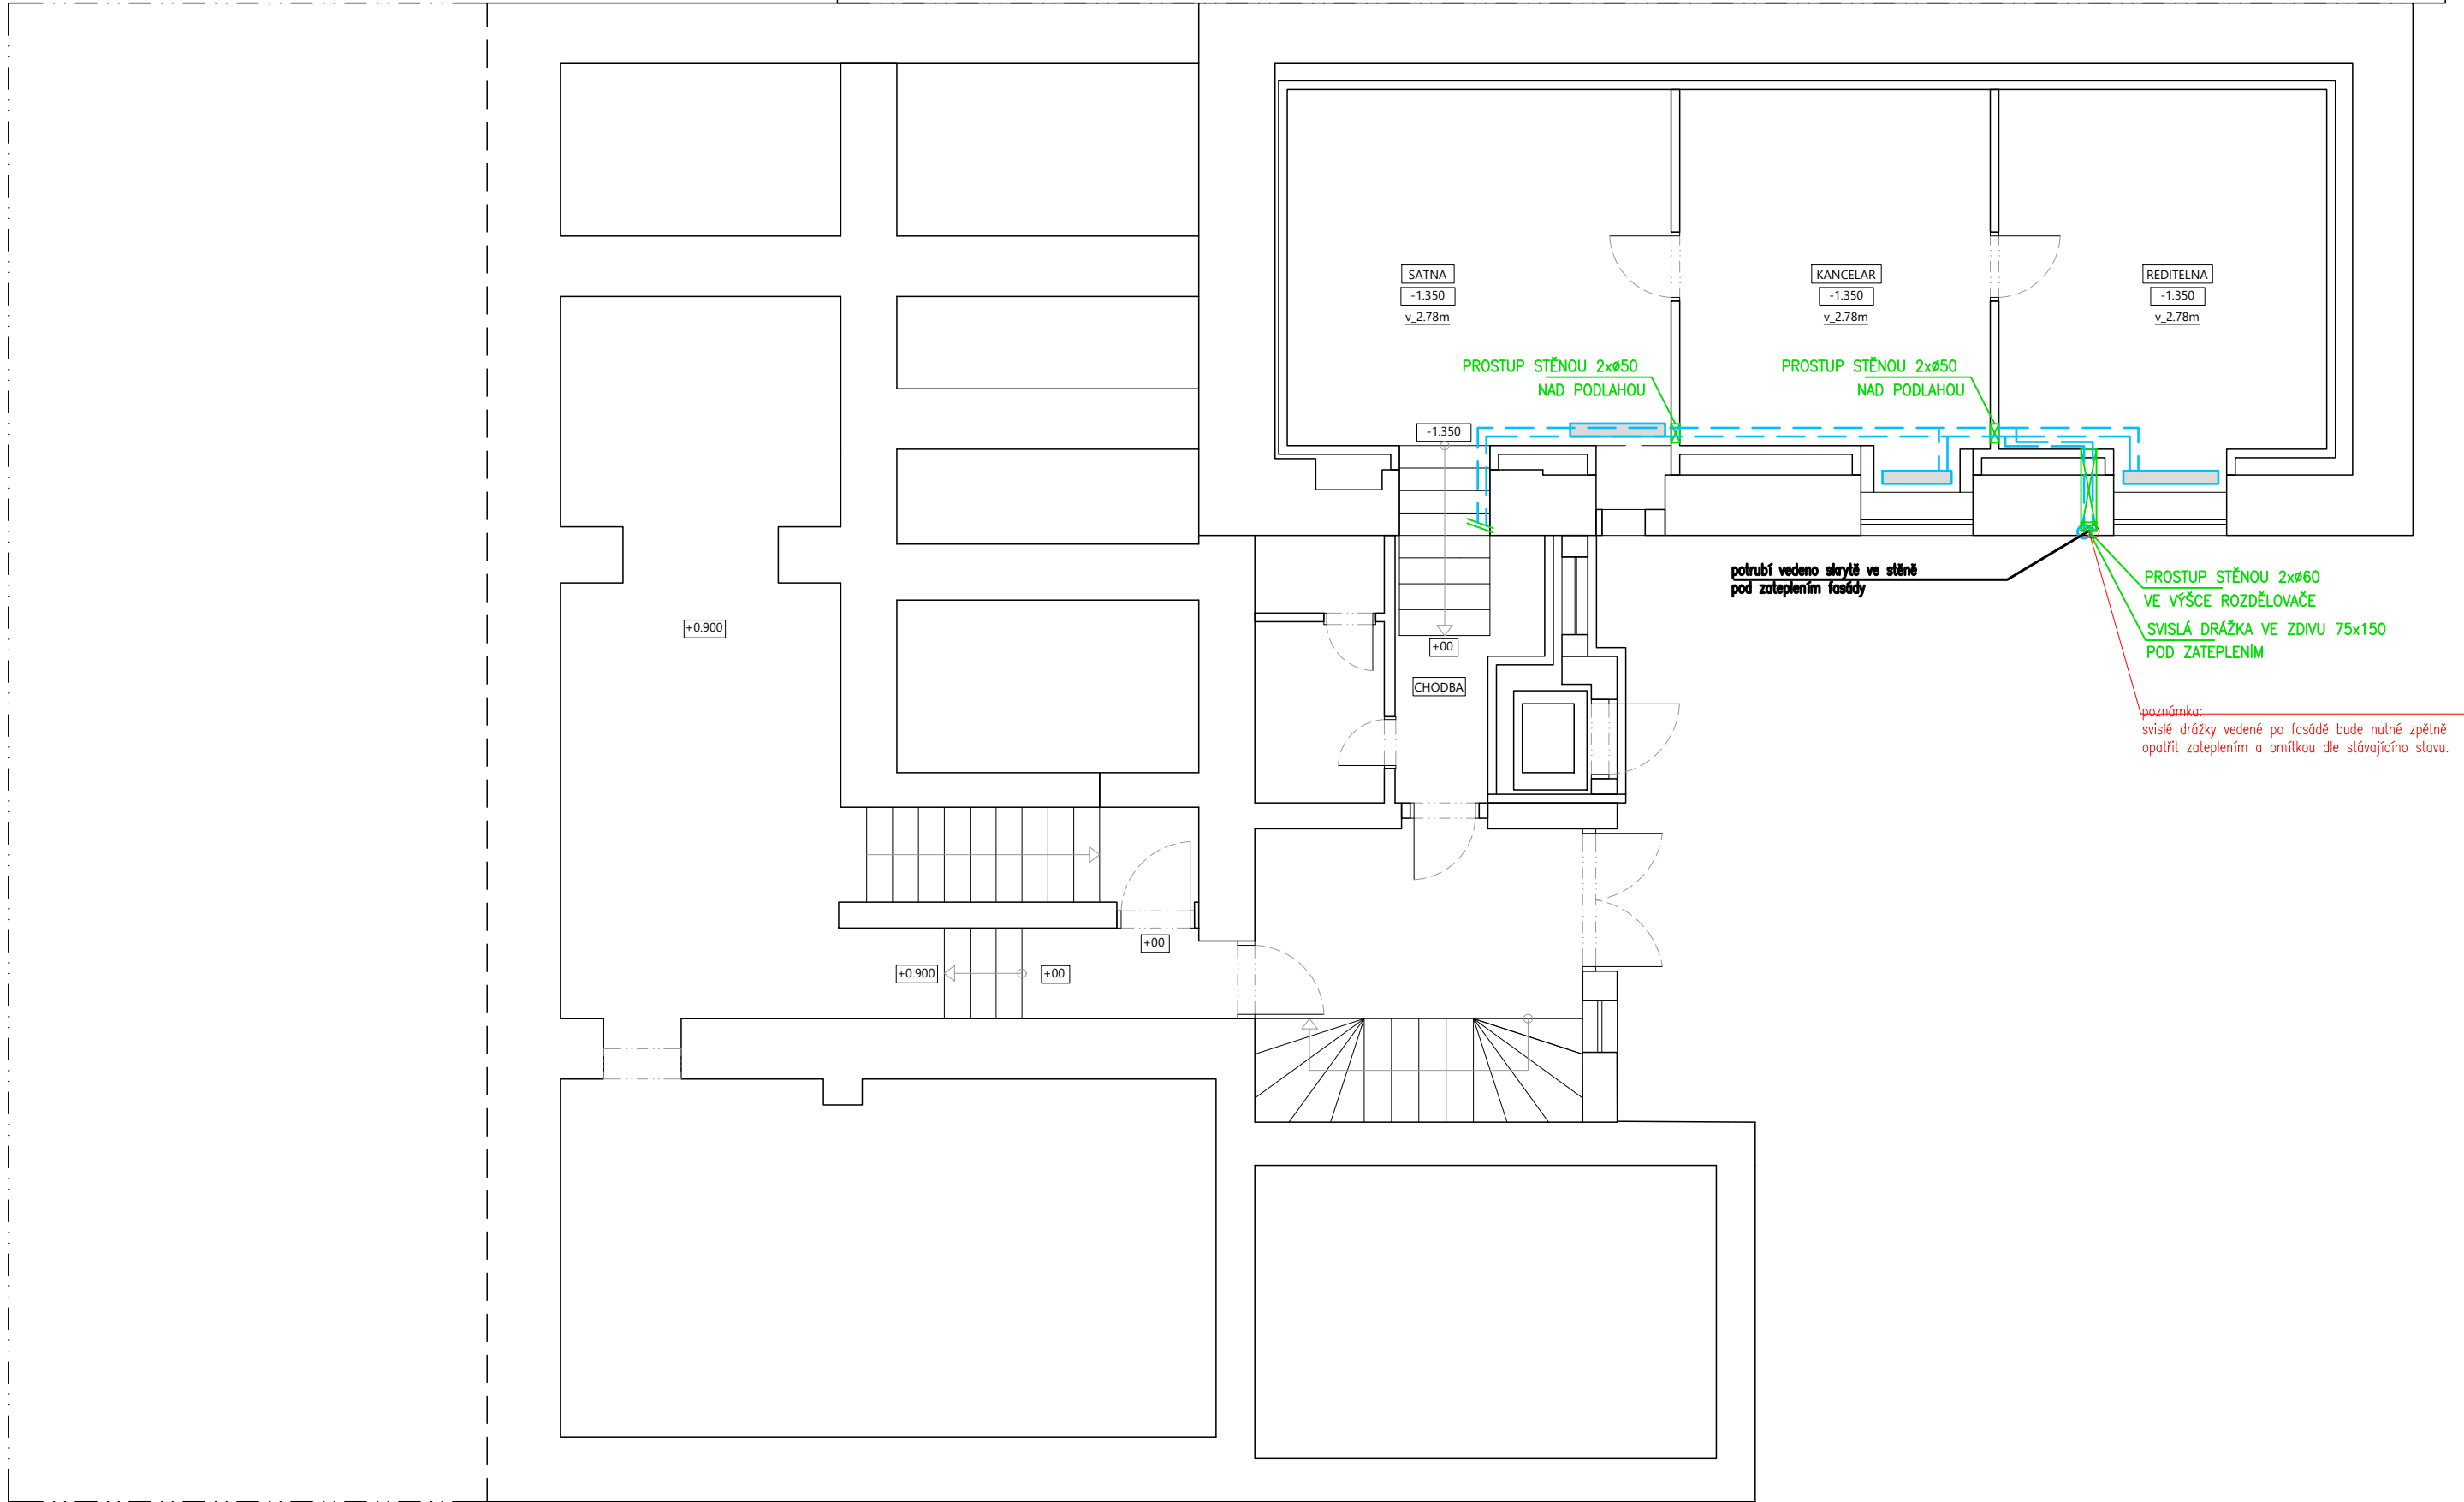 SATNA
-1.350
v_2.78m
KANCELAR
-1.350
v_2.78m
REDITELNA
-1.350
v_2.78m
PROSTUP STĚNOU 2xø50
NAD PODLAHOU
PROSTUP STĚNOU 2xø50
NAD PODLAHOU
-1.350
potrubí vedeno skrytě ve stěně
pod zateplením fasády
PROSTUP STĚNOU 2xø60
VE VÝŠCE ROZDĚLOVAČE
SVISLÁ DRÁŽKA VE ZDIVU 75x150
POD ZATEPLENÍM
+0.900
+00
CHODBA
poznámka:
svislé drážky vedené po fasádě bude nutné zpětně
opatřit zateplením a omítkou dle stávajícího stavu.
+00
+0.900
+00